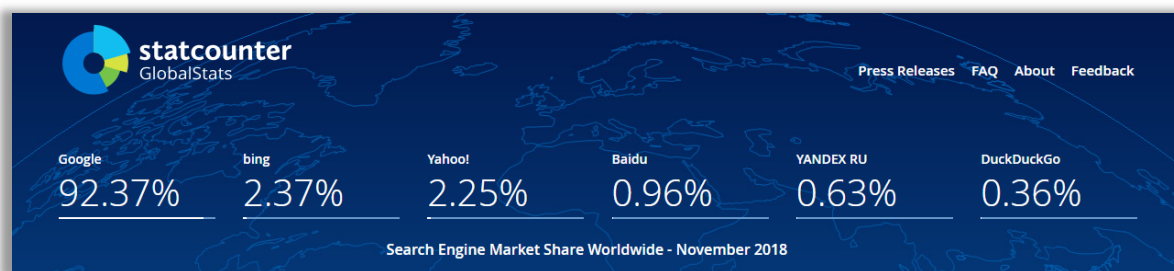 statcounter
GlobalStats
Press Releases FAQ About Feedback
Google bing Yahoo! Baidu YANDEX RU DuckDuckGo
92.37% 2.37% 2.25% 0.96% 0.63% 0.36%
Search Engine Market Share Worldwide - November 2018